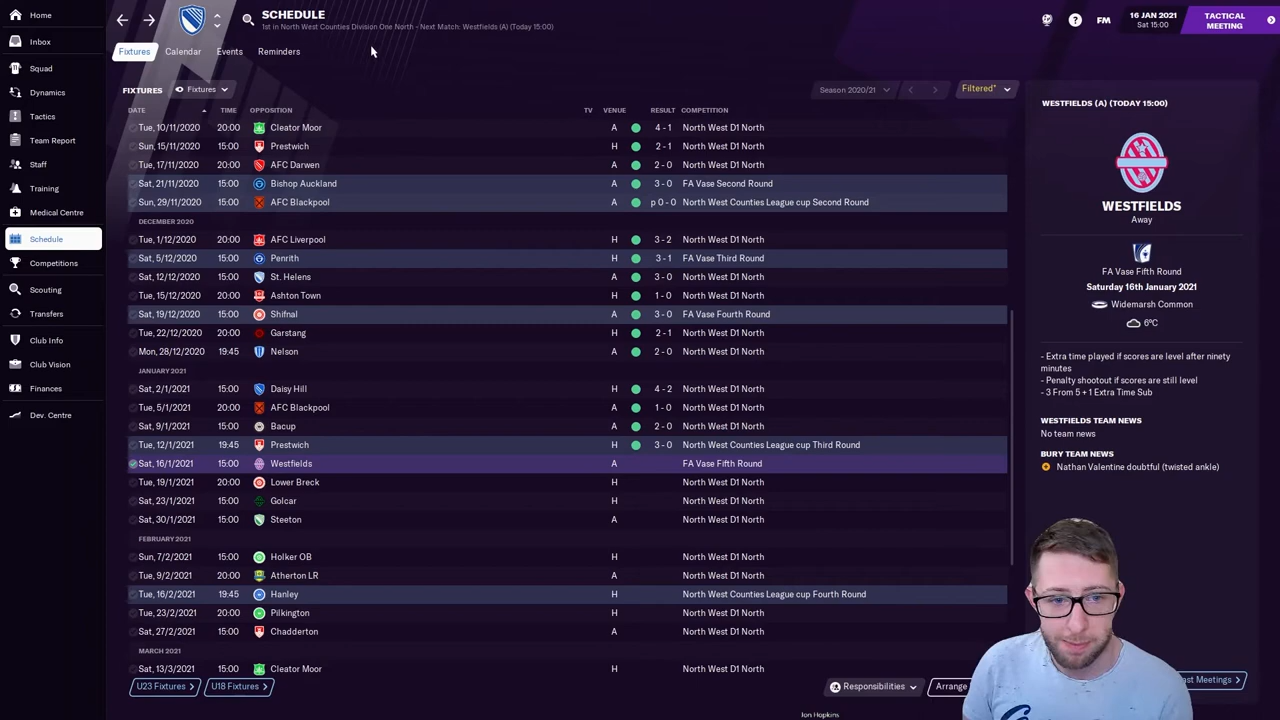 Home
Inbox
Squad
Dynamics
Tactics
Team Report
Staff
Training
Medical Centre
Schedule
Competitions
Scouting
Transfers
Club Info
Club Vision
Finances
Dev. Centre
SCHEDULE
1st in North West Counties Division One North - Next Match: Westfields (A) (Today 15:00)
? FM 16 JAN 2021 Sat 15:00 TACTICAL MEETING
Fixtures Calendar Events Reminders
FIXTURES Fixtures Season 2020/21 Filtered*
DATE TIME OPPOSITION TV VENUE RESULT COMPETITION
Tue, 10/11/2020 20:00 Cleator Moor A 4 - 1 North West D1 North
Sun, 15/11/2020 15:00 Prestwich H 2 - 1 North West D1 North
Tue, 17/11/2020 20:00 AFC Darwen A 2 - 0 North West D1 North
Sat, 21/11/2020 15:00 Bishop Auckland A 3 - 0 FA Vase Second Round
Sun, 29/11/2020 15:00 AFC Blackpool A p 0 - 0 North West Counties League cup Second Round
DECEMBER 2020
Tue, 1/12/2020 20:00 AFC Liverpool H 3 - 2 North West D1 North
Sat, 5/12/2020 15:00 Penrith H 3 - 1 FA Vase Third Round
Sat, 12/12/2020 15:00 St. Helens A 3 - 0 North West D1 North
Tue, 15/12/2020 20:00 Ashton Town H 1 - 0 North West D1 North
Sat, 19/12/2020 15:00 Shifnal A 3 - 0 FA Vase Fourth Round
Tue, 22/12/2020 20:00 Garstang H 2 - 1 North West D1 North
Mon, 28/12/2020 19:45 Nelson A 2 - 0 North West D1 North
JANUARY 2021
Sat, 2/1/2021 15:00 Daisy Hill H 4 - 2 North West D1 North
Tue, 5/1/2021 20:00 AFC Blackpool A 1 - 0 North West D1 North
Sat, 9/1/2021 15:00 Bacup A 2 - 0 North West D1 North
Tue, 12/1/2021 19:45 Prestwich H 3 - 0 North West Counties League cup Third Round
Sat, 16/1/2021 15:00 Westfields A FA Vase Fifth Round
Tue, 19/1/2021 20:00 Lower Breck H North West D1 North
Sat, 23/1/2021 15:00 Golcar H North West D1 North
Sat, 30/1/2021 15:00 Steeton A North West D1 North
FEBRUARY 2021
Sun, 7/2/2021 15:00 Holker OB H North West D1 North
Tue, 9/2/2021 20:00 Atherton LR A North West D1 North
Tue, 16/2/2021 19:45 Hanley H North West Counties League cup Fourth Round
Tue, 23/2/2021 20:00 Pilkington H North West D1 North
Sat, 27/2/2021 15:00 Chadderton A North West D1 North
MARCH 2021
Sat, 13/3/2021 15:00 Cleator Moor H North West D1 North
U23 Fixtures U18 Fixtures Responsibilities Arrange
Ion Hopkins
WESTFIELDS (A) (TODAY 15:00)
WESTFIELDS
Away
FA Vase Fifth Round
Saturday 16th January 2021
Widemarsh Common
6ºC
- Extra time played if scores are level after ninety
minutes
- Penalty shootout if scores are still level
- 3 From 5 + 1 Extra Time Sub
WESTFIELDS TEAM NEWS
No team news
BURY TEAM NEWS
Nathan Valentine doubtful (twisted ankle)
ast Meetings